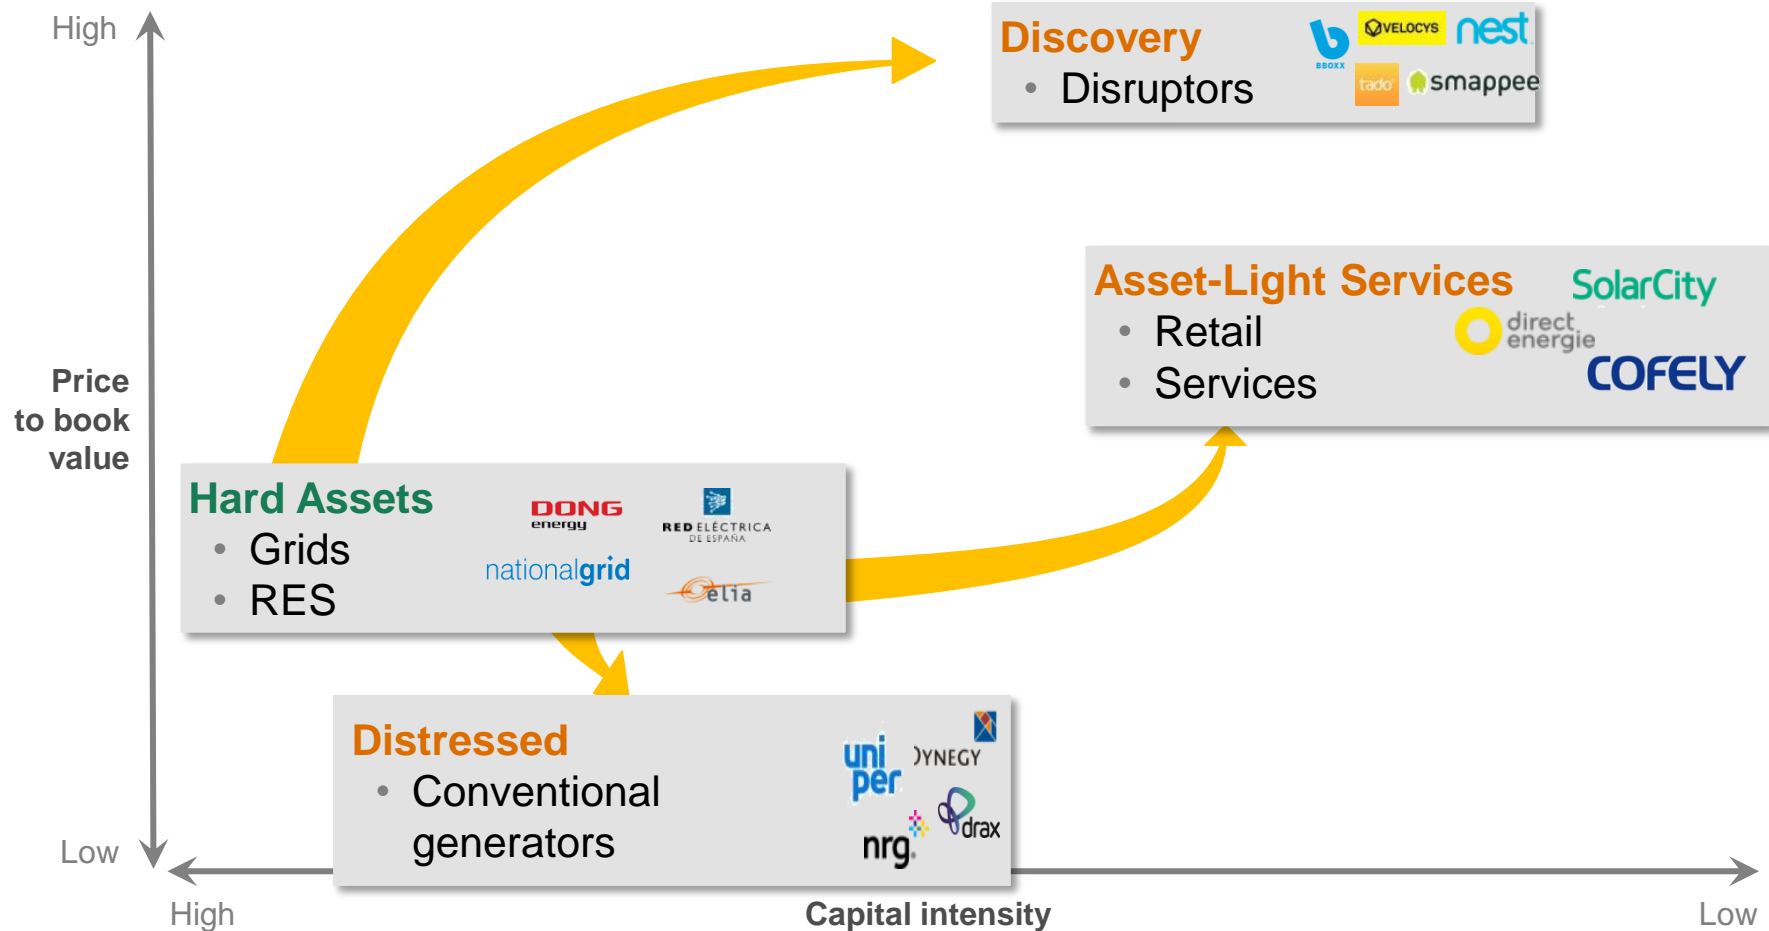 High
Discovery
• Disruptors
BBOXX
VELOCYS
nest
tado°
smappee
Asset-Light Services
• Retail
• Services
SolarCity
direct
energie
COFELY
Price
to book
value
Hard Assets
• Grids
• RES
DONG
energy
RED ELÉCTRICA
DE ESPAÑA
nationalgrid
elia
Distressed
• Conventional
generators
uni
per
DYNEGY
nrg
drax
Low
High
Capital intensity
Low